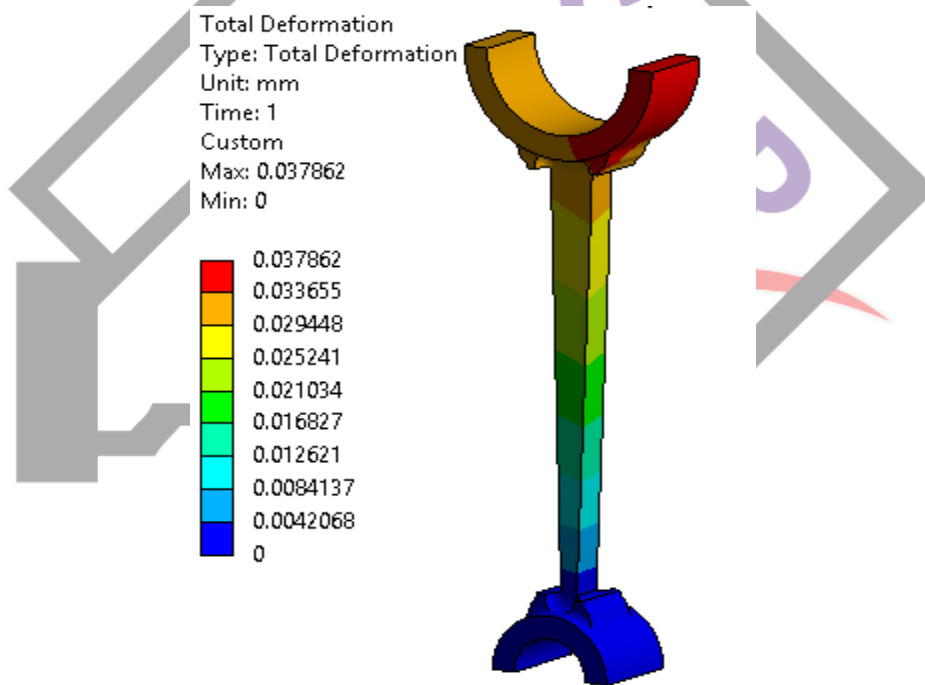 Total Deformation
Type: Total Deformation
Unit: mm
Time: 1
Custom
Max: 0.037862
Min: 0
0.037862
0.033655
0.029448
0.025241
0.021034
0.016827
0.012621
0.0084137
0.0042068
0